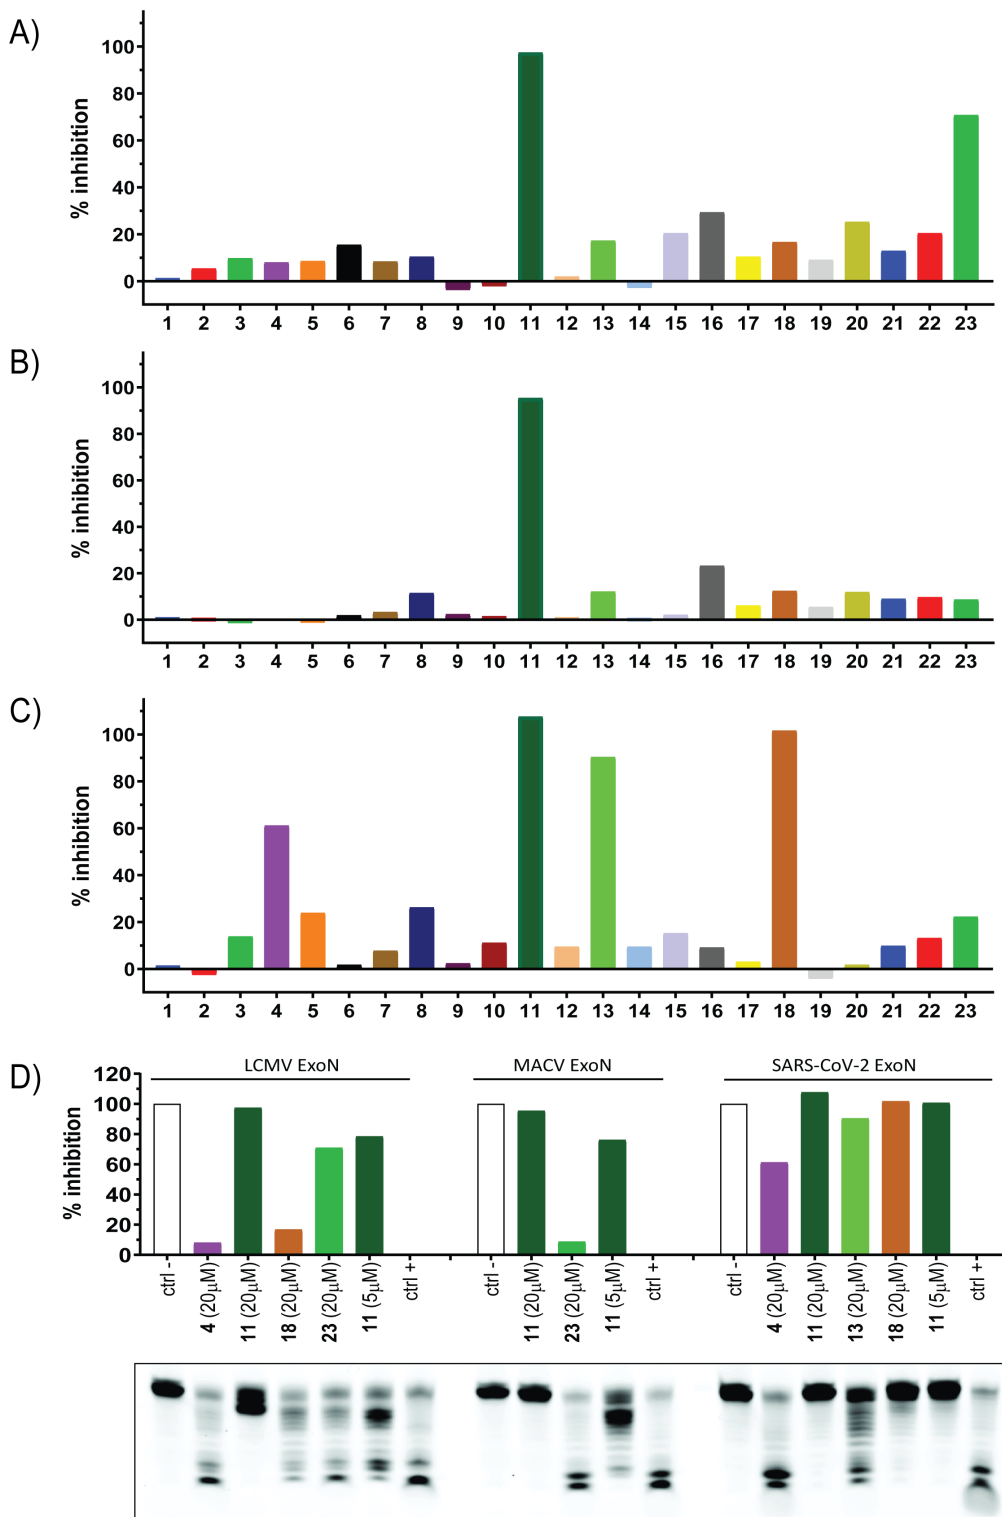 A)
% inhibition
100
80
60
40
20
0
1 2 3 4 5 6 7 8 9 10 11 12 13 14 15 16 17 18 19 20 21 22 23
B)
% inhibition
100
80
60
40
20
0
1 2 3 4 5 6 7 8 9 10 11 12 13 14 15 16 17 18 19 20 21 22 23
C)
% inhibition
100
80
60
40
20
0
1 2 3 4 5 6 7 8 9 10 11 12 13 14 15 16 17 18 19 20 21 22 23
D)
LCMV ExoN MACV ExoN SARS-CoV-2 ExoN
% inhibition
120
100
80
60
40
20
0
ctrl -
4 (20μM)
11 (20μM)
18 (20μM)
23 (20μM)
11 (5μM)
ctrl +
ctrl -
11 (20μM)
23 (20μM)
11 (5μM)
ctrl +
ctrl -
4 (20μM)
11 (20μM)
13 (20μM)
18 (20μM)
11 (5μM)
ctrl +